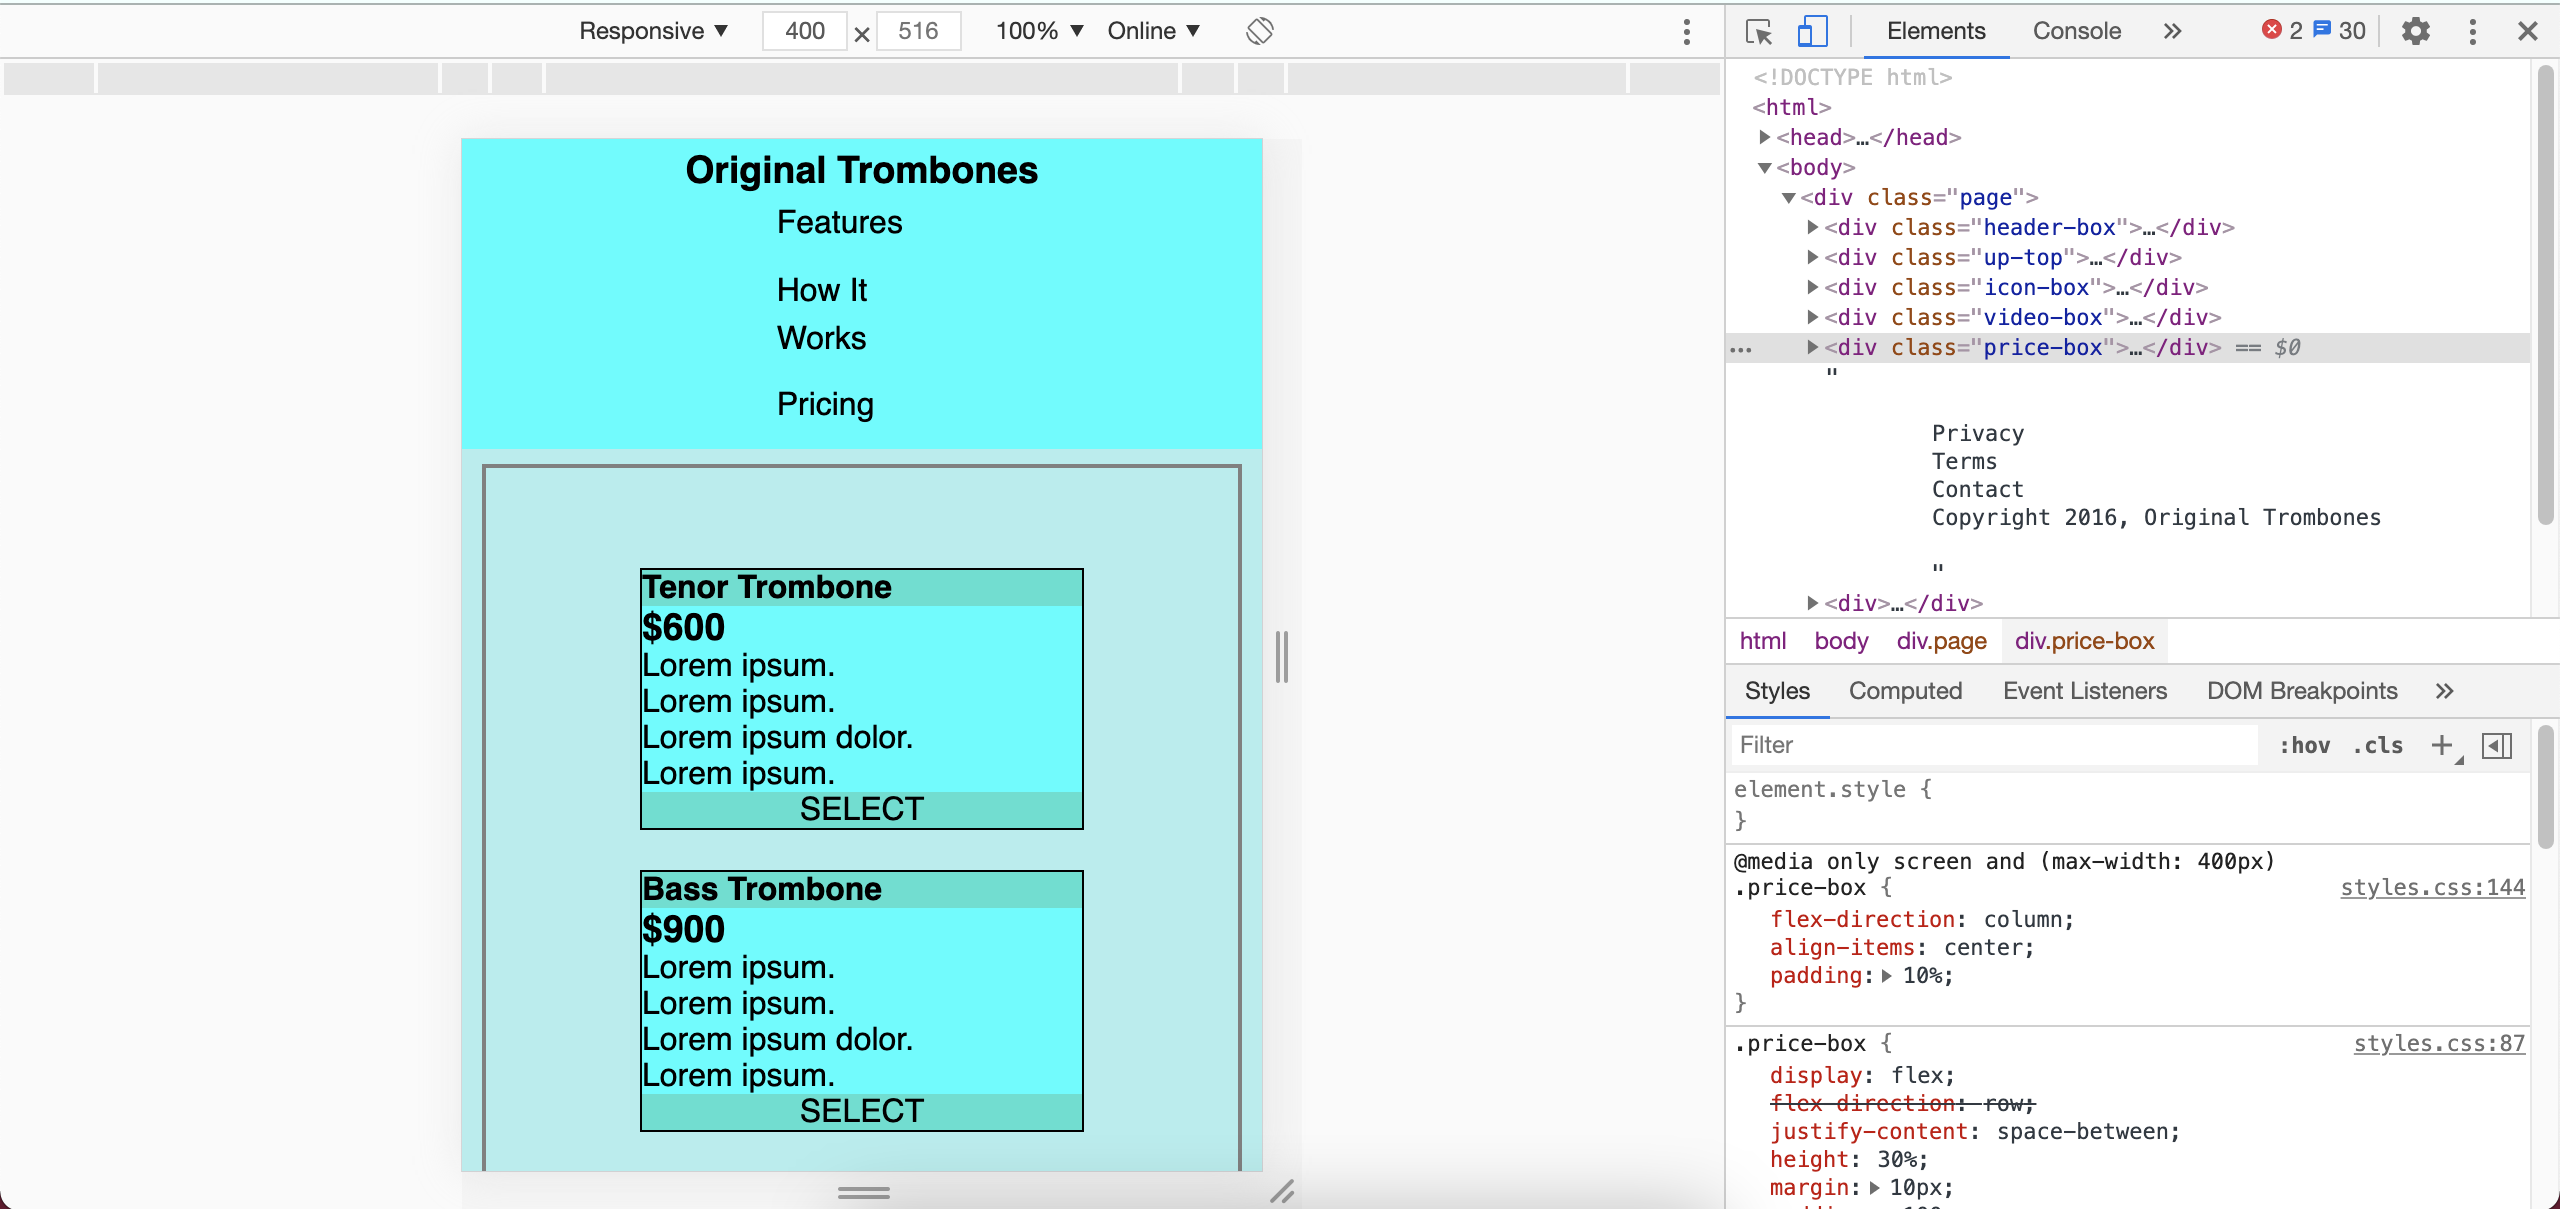 Responsive ▼ 400 × 516 100% ▼ Online ▼
Elements Console » 2 30
Original Trombones
Features
How It
Works
Pricing
Tenor Trombone
$600
Lorem ipsum.
Lorem ipsum.
Lorem ipsum dolor.
Lorem ipsum.
SELECT
Bass Trombone
$900
Lorem ipsum.
Lorem ipsum.
Lorem ipsum dolor.
Lorem ipsum.
SELECT
<!DOCTYPE html>
<html>
<head>…</head>
<body>
<div class="page">
<div class="header-box">…</div>
<div class="up-top">…</div>
<div class="icon-box">…</div>
<div class="video-box">…</div>
<div class="price-box">…</div> == $0
"
Privacy
Terms
Contact
Copyright 2016, Original Trombones
"
<div>…</div>
html body div.page div.price-box
Styles Computed Event Listeners DOM Breakpoints »
Filter :hov .cls +
element.style {
}
@media only screen and (max-width: 400px)
.price-box { styles.css:144
flex-direction: column;
align-items: center;
padding: 10%;
}
.price-box { styles.css:87
display: flex;
flex-direction: row;
justify-content: space-between;
height: 30%;
margin: 10px;